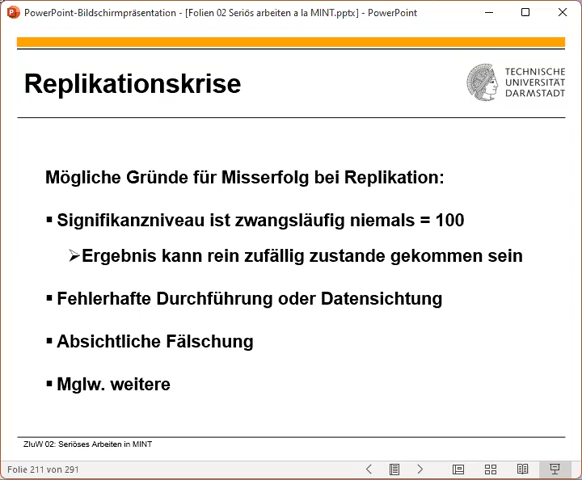 PowerPoint-Bildschirmpräsentation - [Folien 02 Seriös arbeiten a la MINT.pptx] - PowerPoint
Replikationskrise
TECHNISCHE
UNIVERSITÄT
DARMSTADT
Mögliche Gründe für Misserfolg bei Replikation:
▪ Signifikanzniveau ist zwangsläufig niemals = 100
➢Ergebnis kann rein zufällig zustande gekommen sein
▪ Fehlerhafte Durchführung oder Datensichtung
▪ Absichtliche Fälschung
▪ Mglw. weitere
ZIuW 02: Seriöses Arbeiten in MINT
Folie 211 von 291